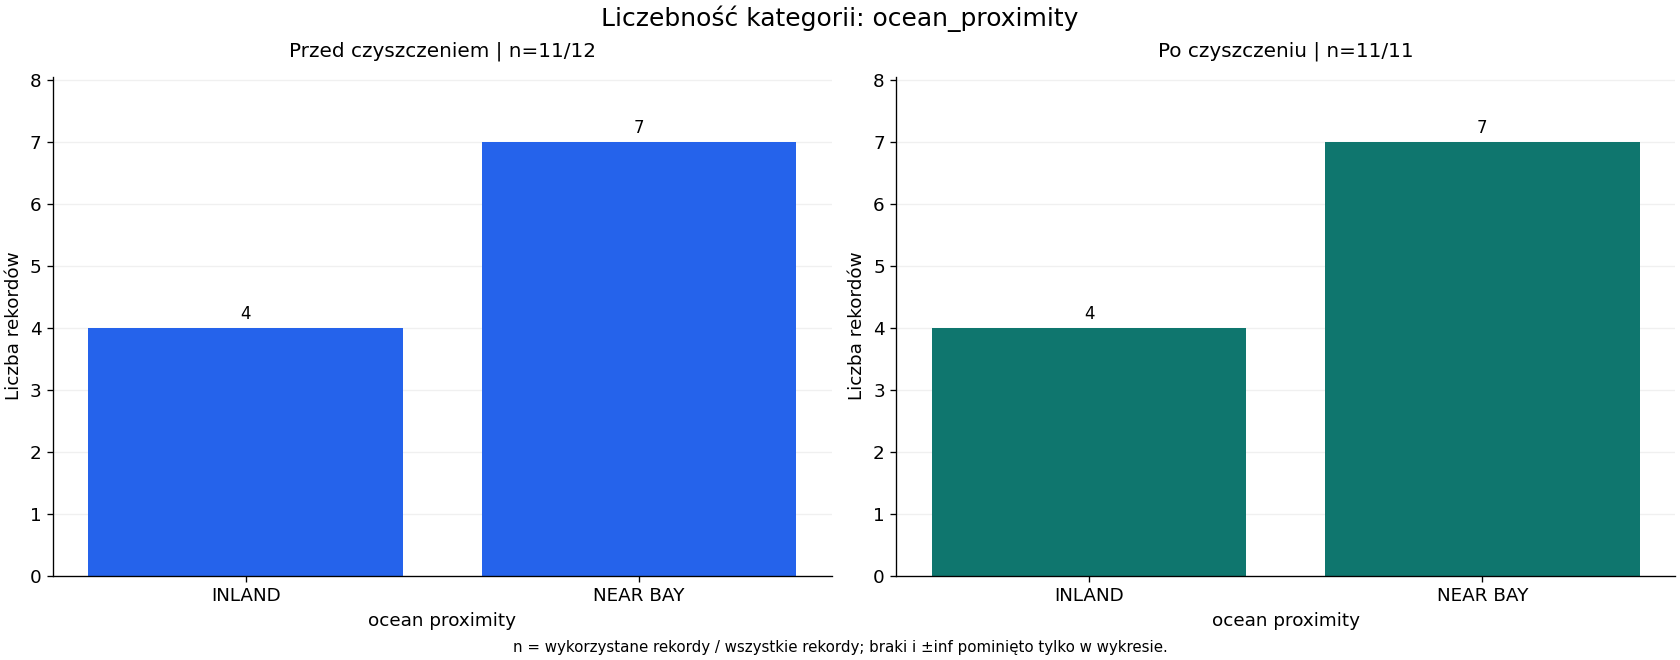 Liczebność kategorii: ocean_proximity
Przed czyszczeniem | n=11/12
Liczba rekordów
8
7
6
5
4
3
2
1
0
4
7
INLAND
NEAR BAY
ocean proximity
Po czyszczeniu | n=11/11
Liczba rekordów
8
7
6
5
4
3
2
1
0
4
7
INLAND
NEAR BAY
ocean proximity
n = wykorzystane rekordy / wszystkie rekordy; braki i ±inf pominięto tylko w wykresie.